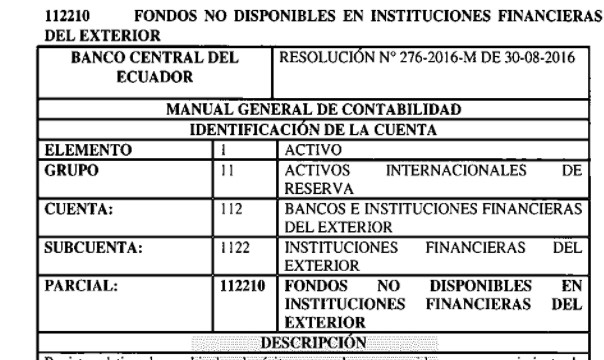 112210 FONDOS NO DISPONIBLES EN INSTITUCIONES FINANCIERAS
DEL EXTERIOR
BANCO CENTRAL DEL
ECUADOR
RESOLUCIÓN Nº 276-2016-M DE 30-08-2016
MANUAL GENERAL DE CONTABILIDAD
IDENTIFICACIÓN DE LA CUENTA
ELEMENTO 1 ACTIVO
GRUPO 11 ACTIVOS INTERNACIONALES DE
RESERVA
CUENTA: 112 BANCOS E INSTITUCIONES FINANCIERAS
DEL EXTERIOR
SUBCUENTA: 1122 INSTITUCIONES FINANCIERAS DEL
EXTERIOR
PARCIAL: 112210 FONDOS NO DISPONIBLES EN
INSTITUCIONES FINANCIERAS DEL
EXTERIOR
DESCRIPCIÓN